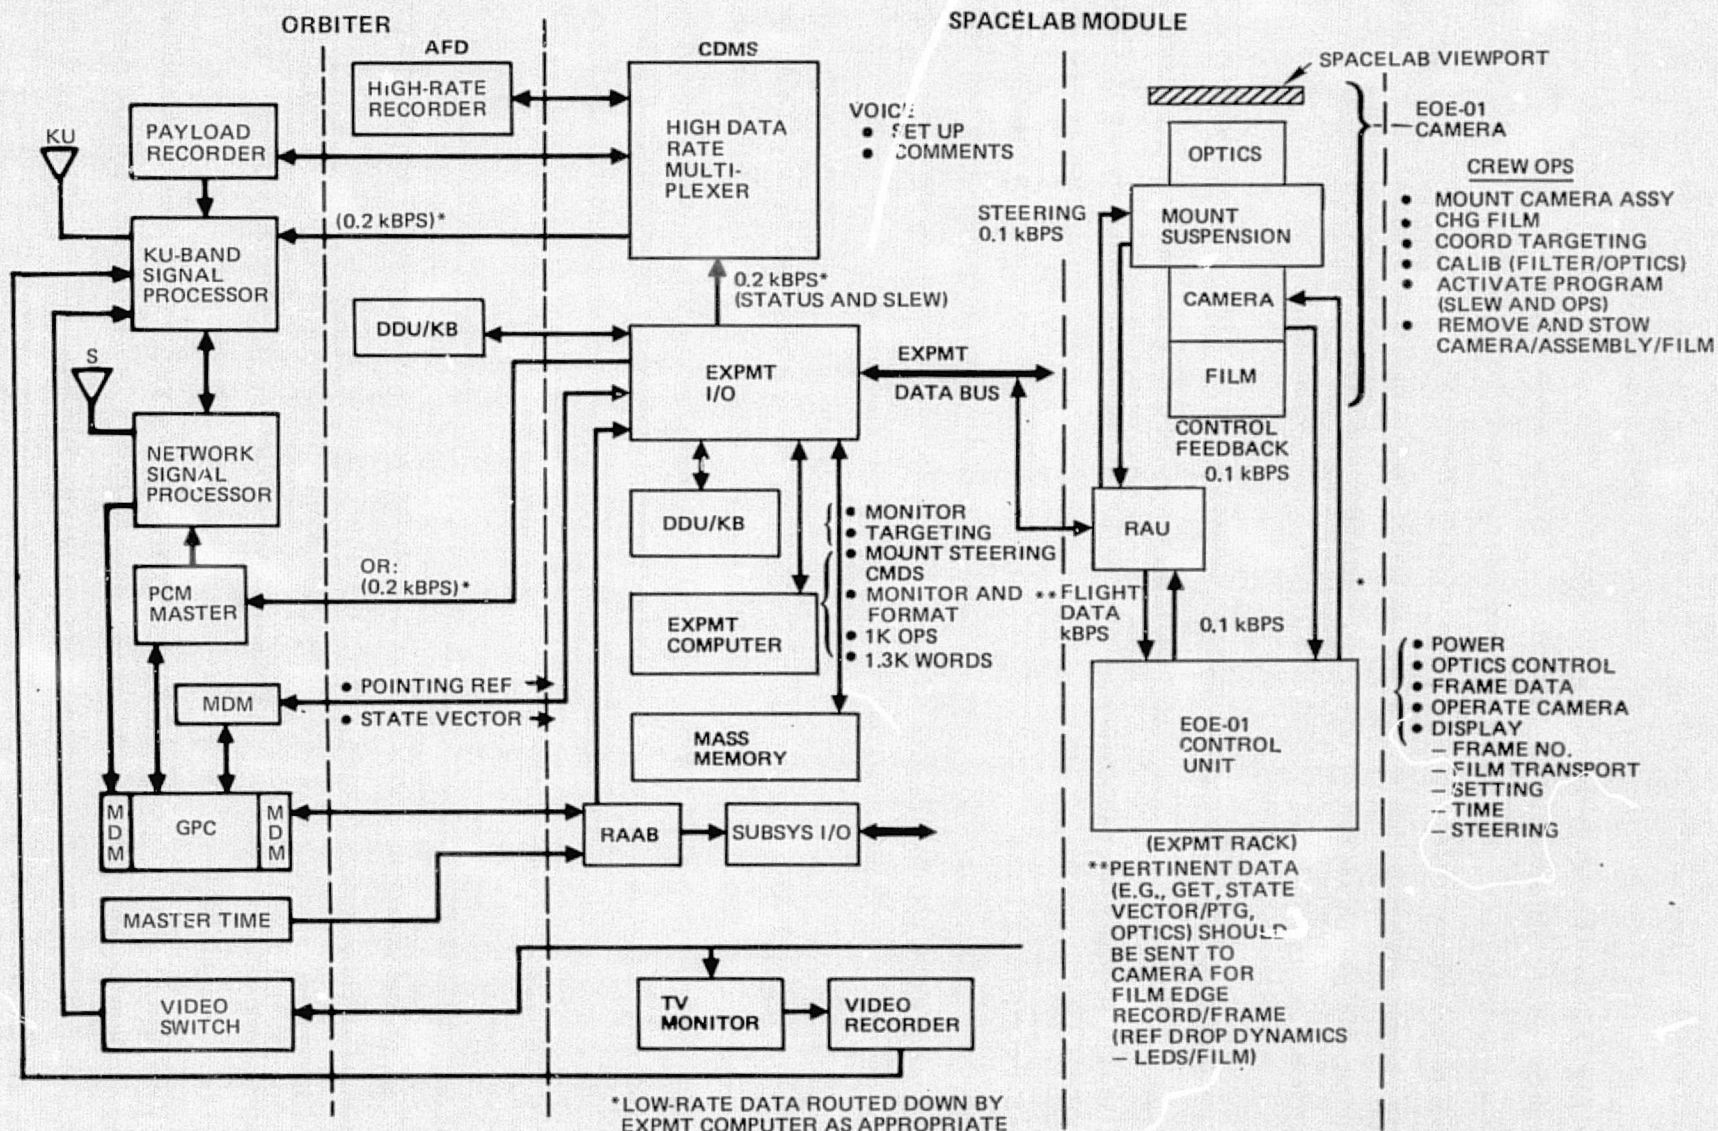 ORBITER
SPACELAB MODULE
AFD
CDMS
HIGH-RATE
RECORDER
HIGH DATA
RATE
MULTI-
PLEXER
VOICE
• SET UP
• COMMENTS
SPACELAB VIEWPORT
EOE-01
CAMERA
KU
PAYLOAD
RECORDER
OPTICS
CREW OPS
• MOUNT CAMERA ASSY
• CHG FILM
• COORD TARGETING
• CALIB (FILTER/OPTICS)
• ACTIVATE PROGRAM
(SLEW AND OPS)
• REMOVE AND STOW
CAMERA/ASSEMBLY/FILM
STEERING
0.1 kBPS
MOUNT
SUSPENSION
(0.2 kBPS)*
KU-BAND
SIGNAL
PROCESSOR
0.2 kBPS*
(STATUS AND SLEW)
CAMERA
DDU/KB
EXPMT
I/O
EXPMT
DATA BUS
FILM
S
CONTROL
FEEDBACK
0.1 kBPS
NETWORK
SIGNAL
PROCESSOR
DDU/KB
• MONITOR
• TARGETING
• MOUNT STEERING
CMDS
• MONITOR AND
FORMAT
• 1K OPS
• 1.3K WORDS
RAU
OR:
(0.2 kBPS)*
PCM
MASTER
EXPMT
COMPUTER
**FLIGHT
DATA
kBPS
0.1 kBPS
*
• POWER
• OPTICS CONTROL
• FRAME DATA
• OPERATE CAMERA
• DISPLAY
— FRAME NO.
— FILM TRANSPORT
— SETTING
— TIME
— STEERING
MDM
• POINTING REF
• STATE VECTOR
MASS
MEMORY
EOE-01
CONTROL
UNIT
MDM
GPC
MDM
RAAB
SUBSYS I/O
(EXPMT RACK)
**PERTINENT DATA
(E.G., GET, STATE
VECTOR/PTG,
OPTICS) SHOULD
BE SENT TO
CAMERA FOR
FILM EDGE
RECORD/FRAME
(REF DROP DYNAMICS
— LEDS/FILM)
MASTER TIME
VIDEO
SWITCH
TV
MONITOR
VIDEO
RECORDER
*LOW-RATE DATA ROUTED DOWN BY
EXPMT COMPUTER AS APPROPRIATE